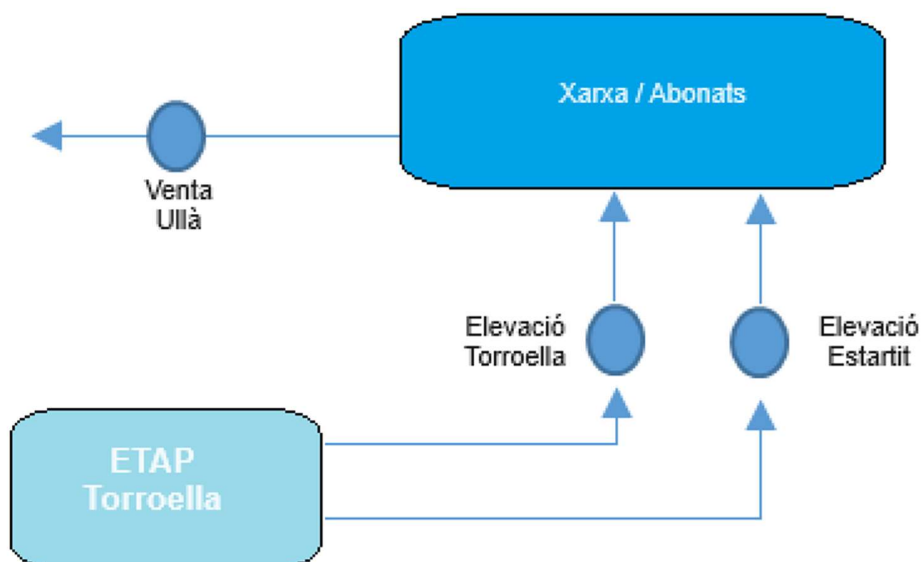 Xarxa / Abonats
Venta
Ullà
Elevació
Torroella
Elevació
Estartit
ETAP
Torroella